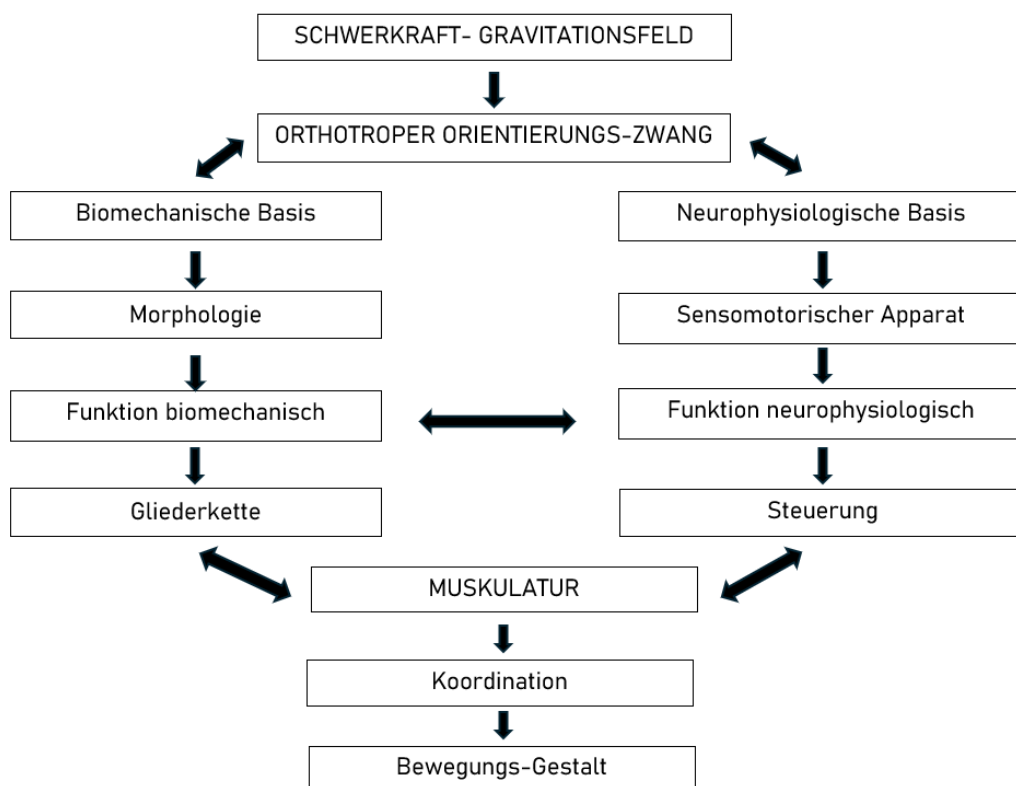 SCHWERKRAFT- GRAVITATIONSFELD
ORTHOTROPER ORIENTIERUNGS-ZWANG
Biomechanische Basis
Neurophysiologische Basis
Morphologie
Sensomotorischer Apparat
Funktion biomechanisch
Funktion neurophysiologisch
Gliederkette
Steuerung
MUSKULATUR
Koordination
Bewegungs-Gestalt